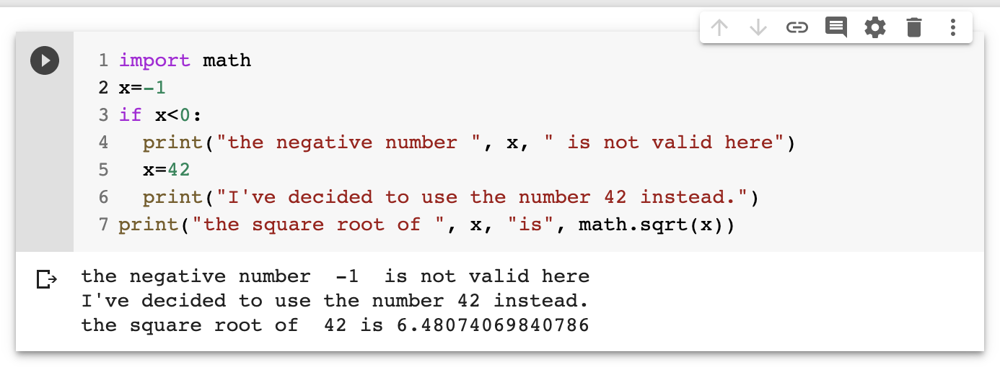 1 import math
2 x=-1
3 if x<0:
4   print("the negative number ", x, " is not valid here")
5   x=42
6   print("I've decided to use the number 42 instead.")
7 print("the square root of ", x, "is", math.sqrt(x))
the negative number  -1  is not valid here
I've decided to use the number 42 instead.
the square root of  42 is 6.48074069840786